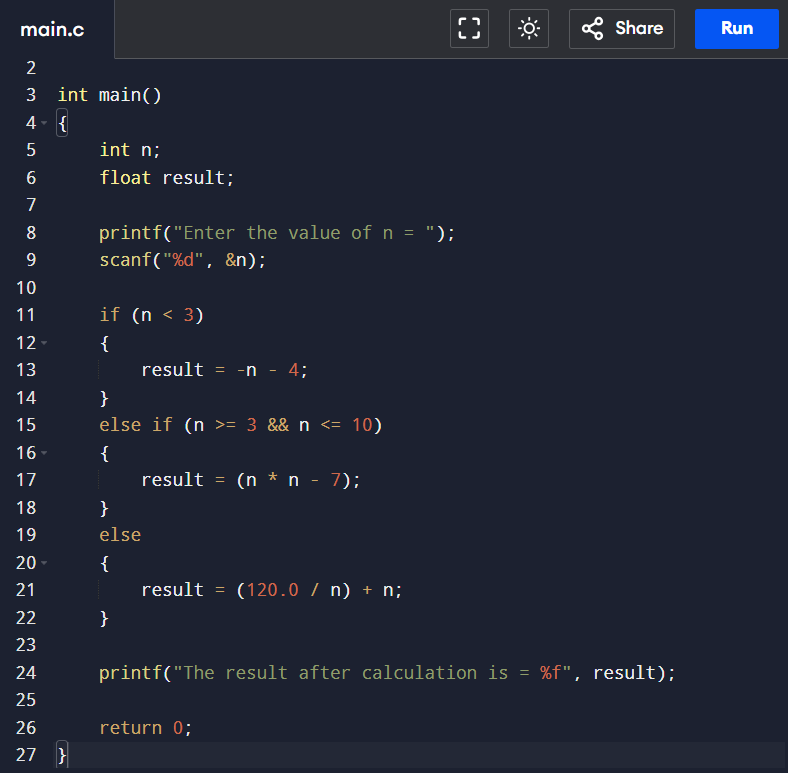 main.c
Share
Run
2
3 int main()
4 {
5     int n;
6     float result;
7
8     printf("Enter the value of n = ");
9     scanf("%d", &n);
10
11     if (n < 3)
12     {
13         result = -n - 4;
14     }
15     else if (n >= 3 && n <= 10)
16     {
17         result = (n * n - 7);
18     }
19     else
20     {
21         result = (120.0 / n) + n;
22     }
23
24     printf("The result after calculation is = %f", result);
25
26     return 0;
27 }